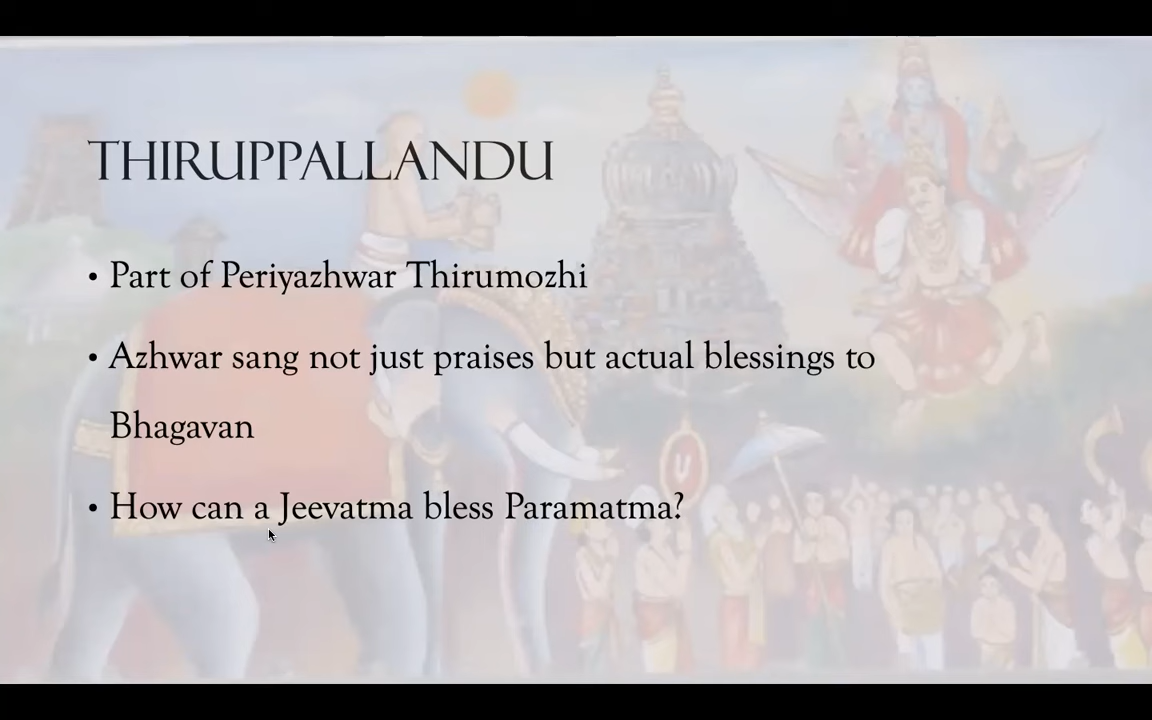 THIRUPPALLANDU
• Part of Periyazhwar Thirumozhi
• Azhwar sang not just praises but actual blessings to
Bhagavan
• How can a Jeevatma bless Paramatma?